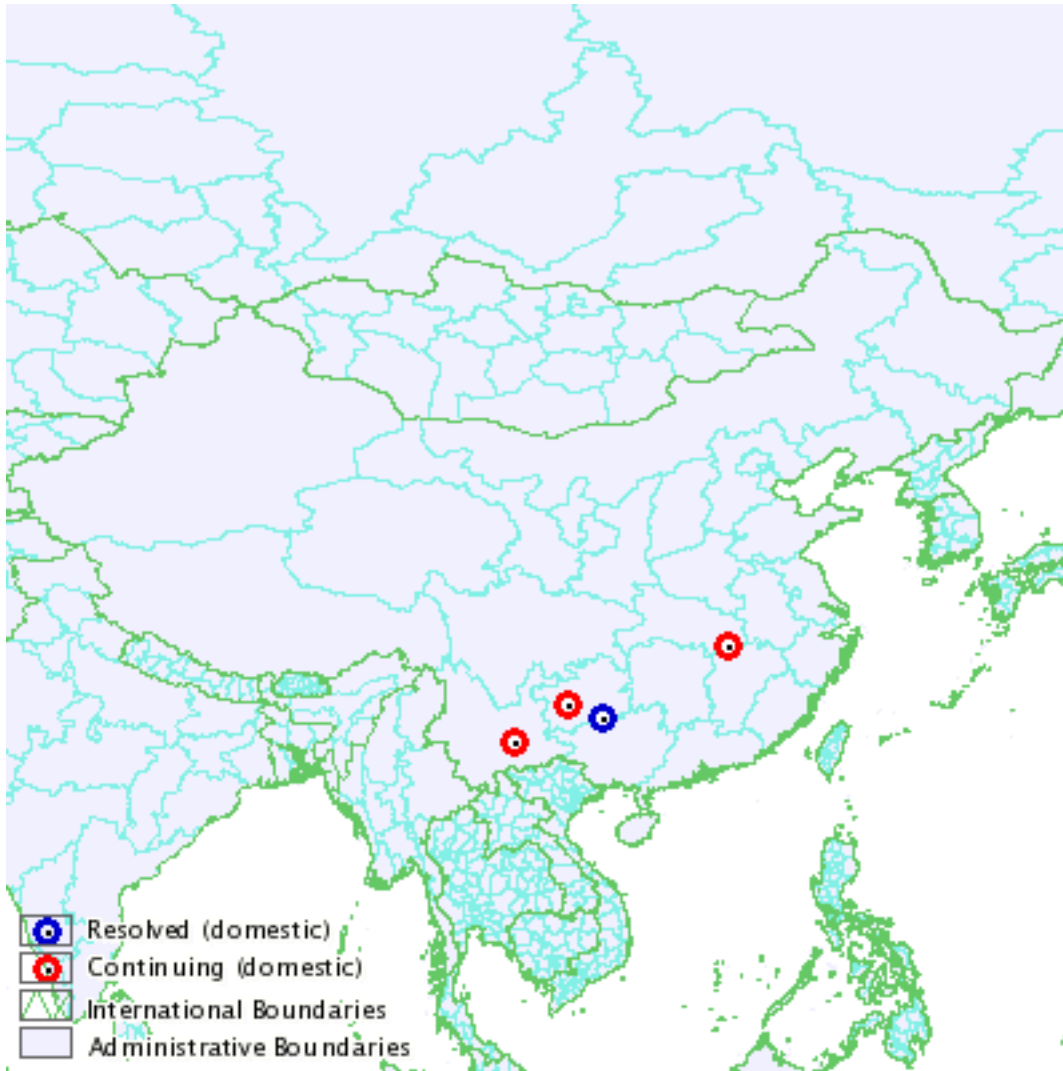 Resolved (domestic)
Continuing (domestic)
International Boundaries
Administrative Boundaries